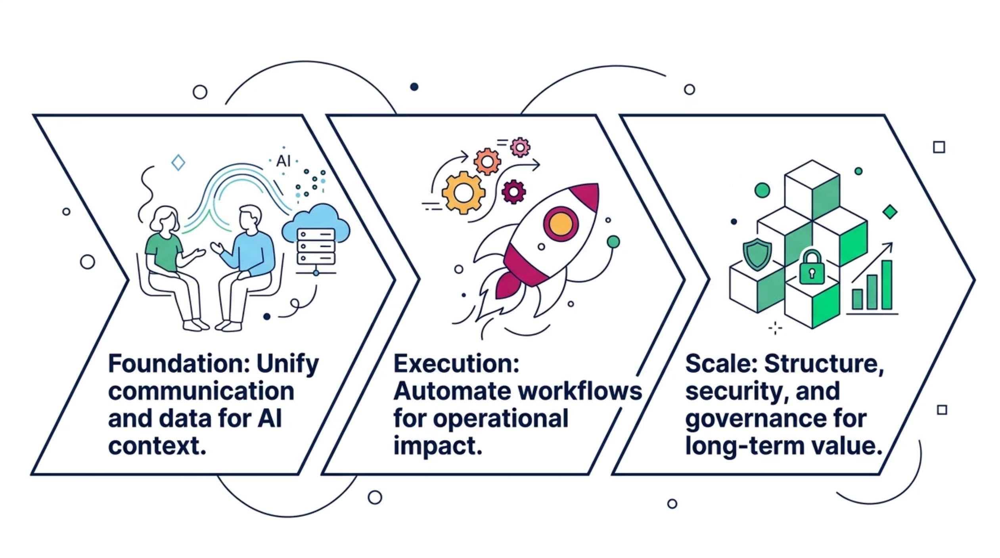 AI
Foundation: Unify
communication
and data for AI
context.
Execution:
Automate workflows
for operational
impact.
Scale: Structure,
security, and
governance for
long-term value.